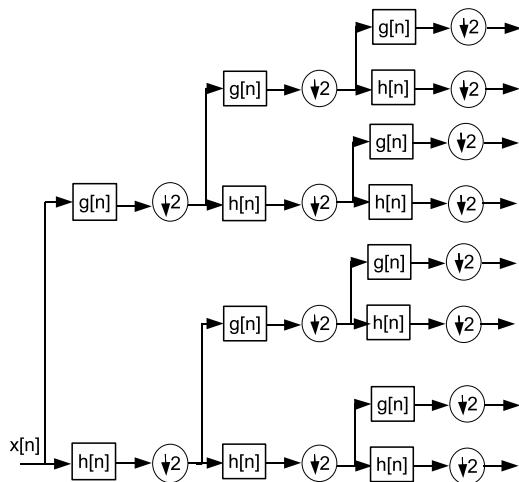 g[n] ↓2
g[n] ↓2 h[n] ↓2
g[n] ↓2
g[n] ↓2 h[n] ↓2 h[n] ↓2
g[n] ↓2
g[n] ↓2 h[n] ↓2
g[n] ↓2
x[n]
h[n] ↓2 h[n] ↓2 h[n] ↓2